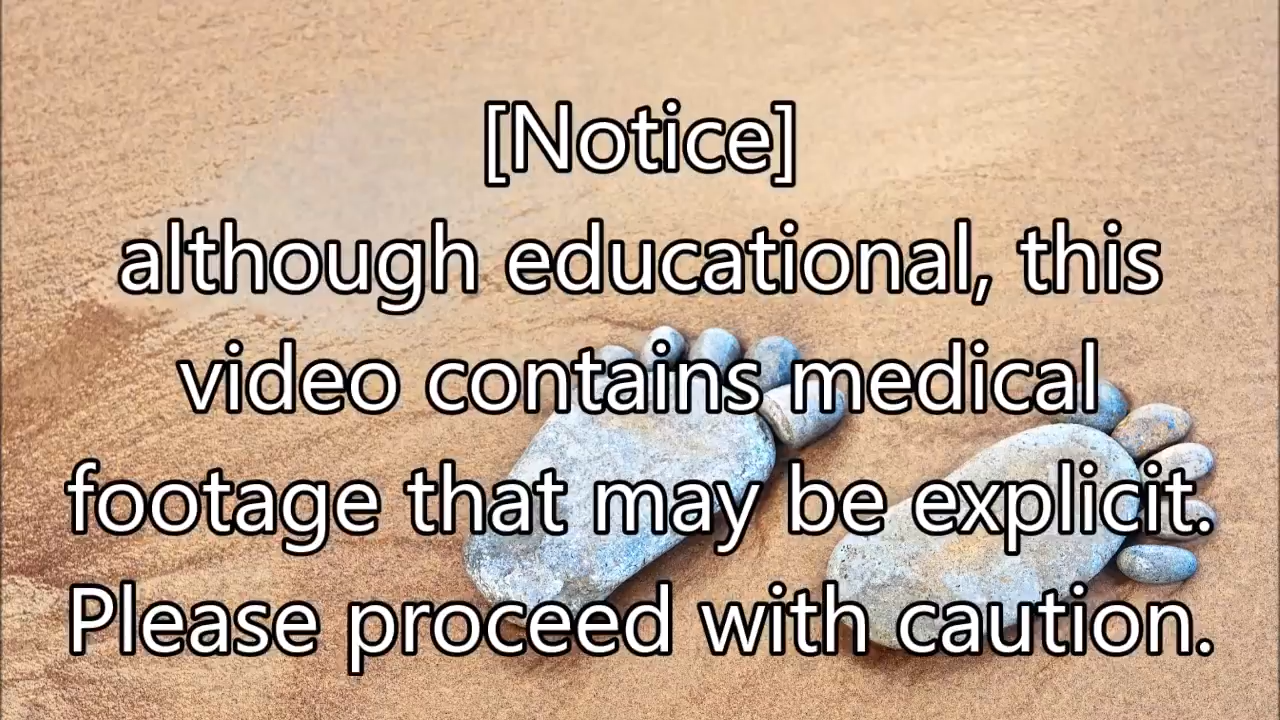 [Notice]
although educational, this
video contains medical
footage that may be explicit.
Please proceed with caution.